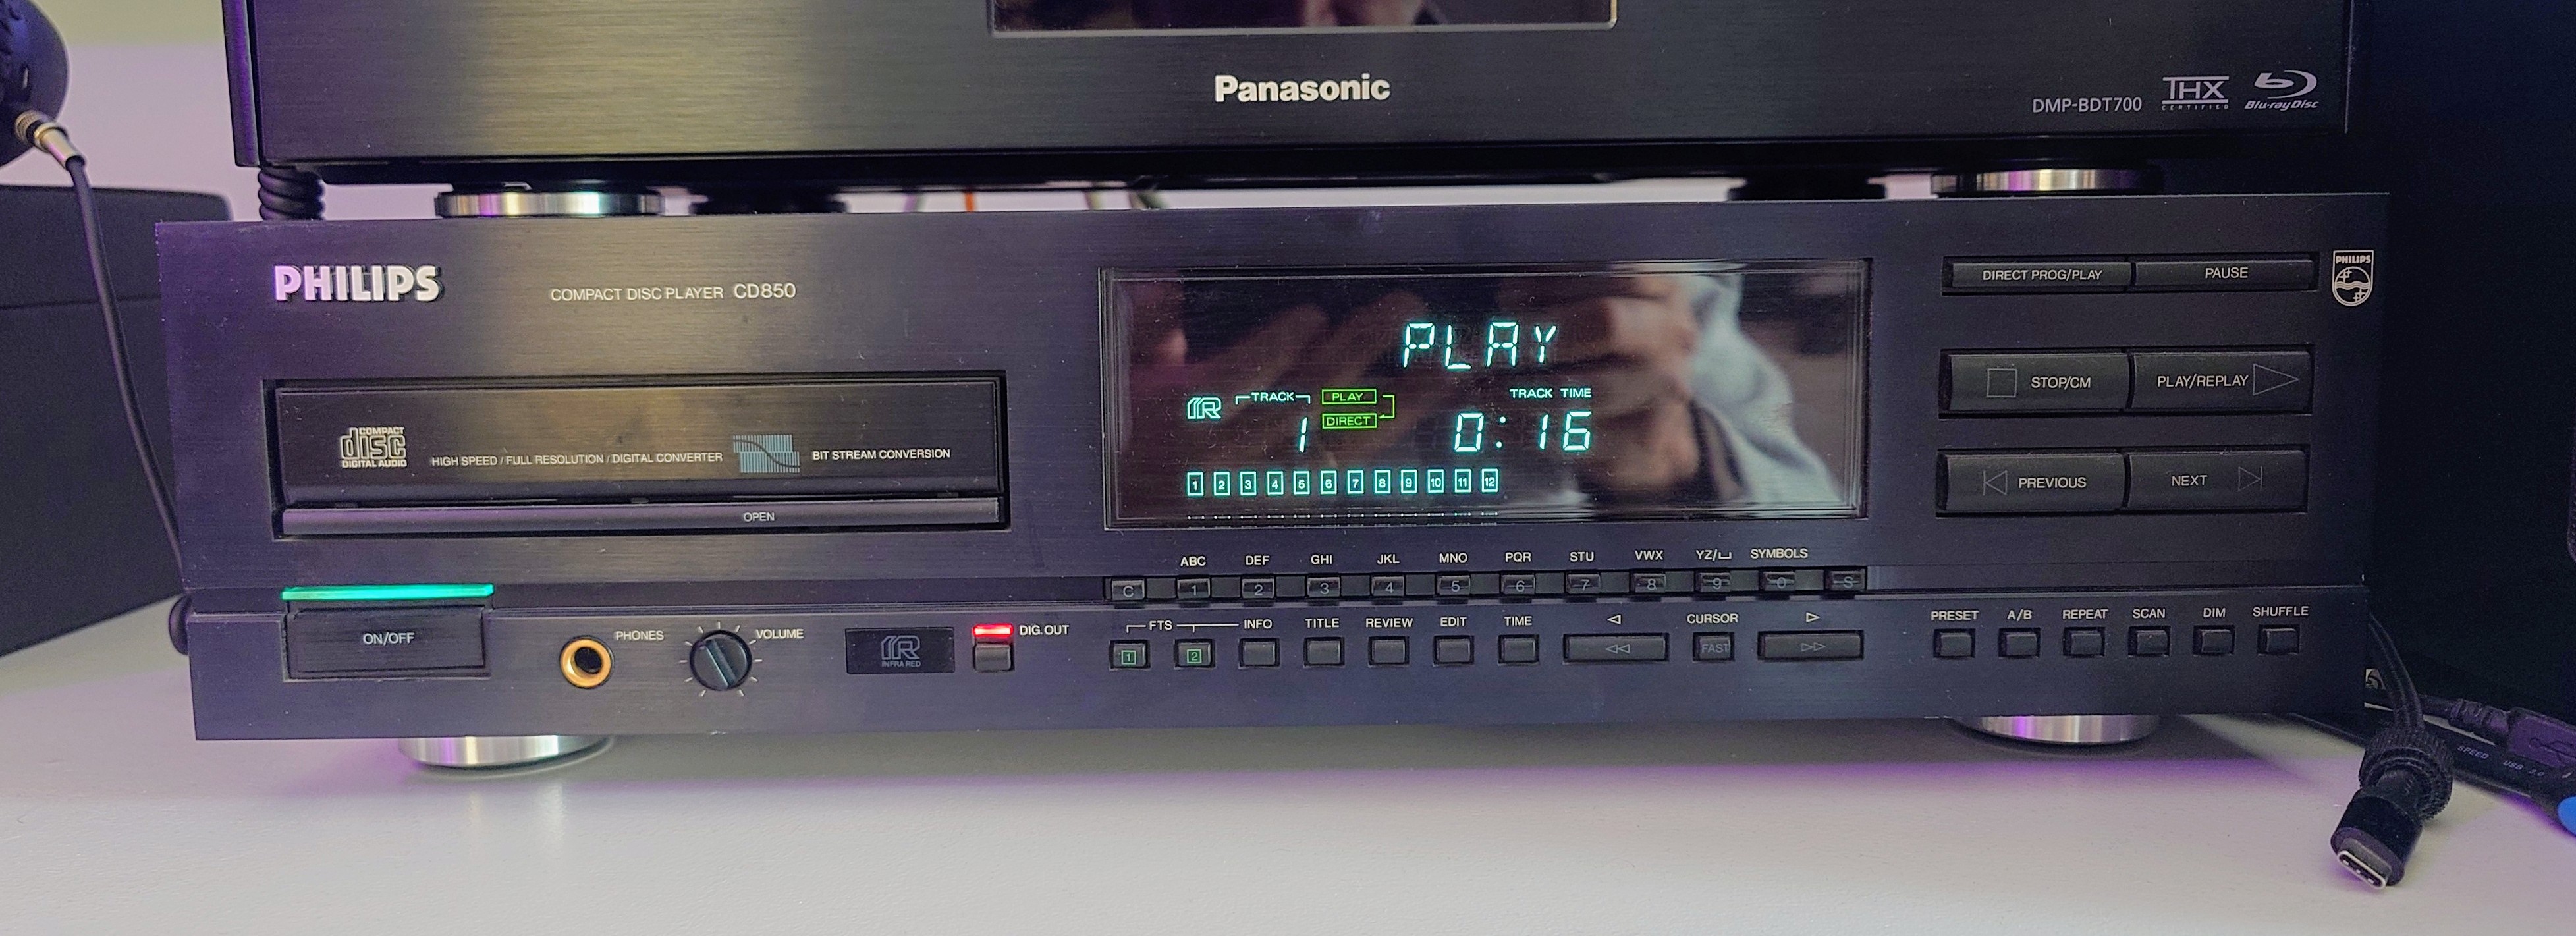 Panasonic
DMP-BDT700 THX CERTIFIED Blu-ray Disc
PHILIPS
COMPACT DISC PLAYER CD850
COMPACT disc DIGITAL AUDIO
HIGH SPEED / FULL RESOLUTION / DIGITAL CONVERTER
BIT STREAM CONVERSION
OPEN
PLAY
IR TRACK PLAY TRACK TIME
1 DIRECT 0:16
1 2 3 4 5 6 7 8 9 10 11 12
DIRECT PROG/PLAY PAUSE
PHILIPS
STOP/CM PLAY/REPLAY
PREVIOUS NEXT
ABC DEF GHI JKL MNO PQR STU VWX YZ/⌴ SYMBOLS
C 1 2 3 4 5 6 7 8 9 0 S
ON/OFF
PHONES VOLUME
IR INFRA RED
DIG. OUT
FTS INFO TITLE REVIEW EDIT TIME CURSOR
1 2 FAST
PRESET A/B REPEAT SCAN DIM SHUFFLE
SPEED USB